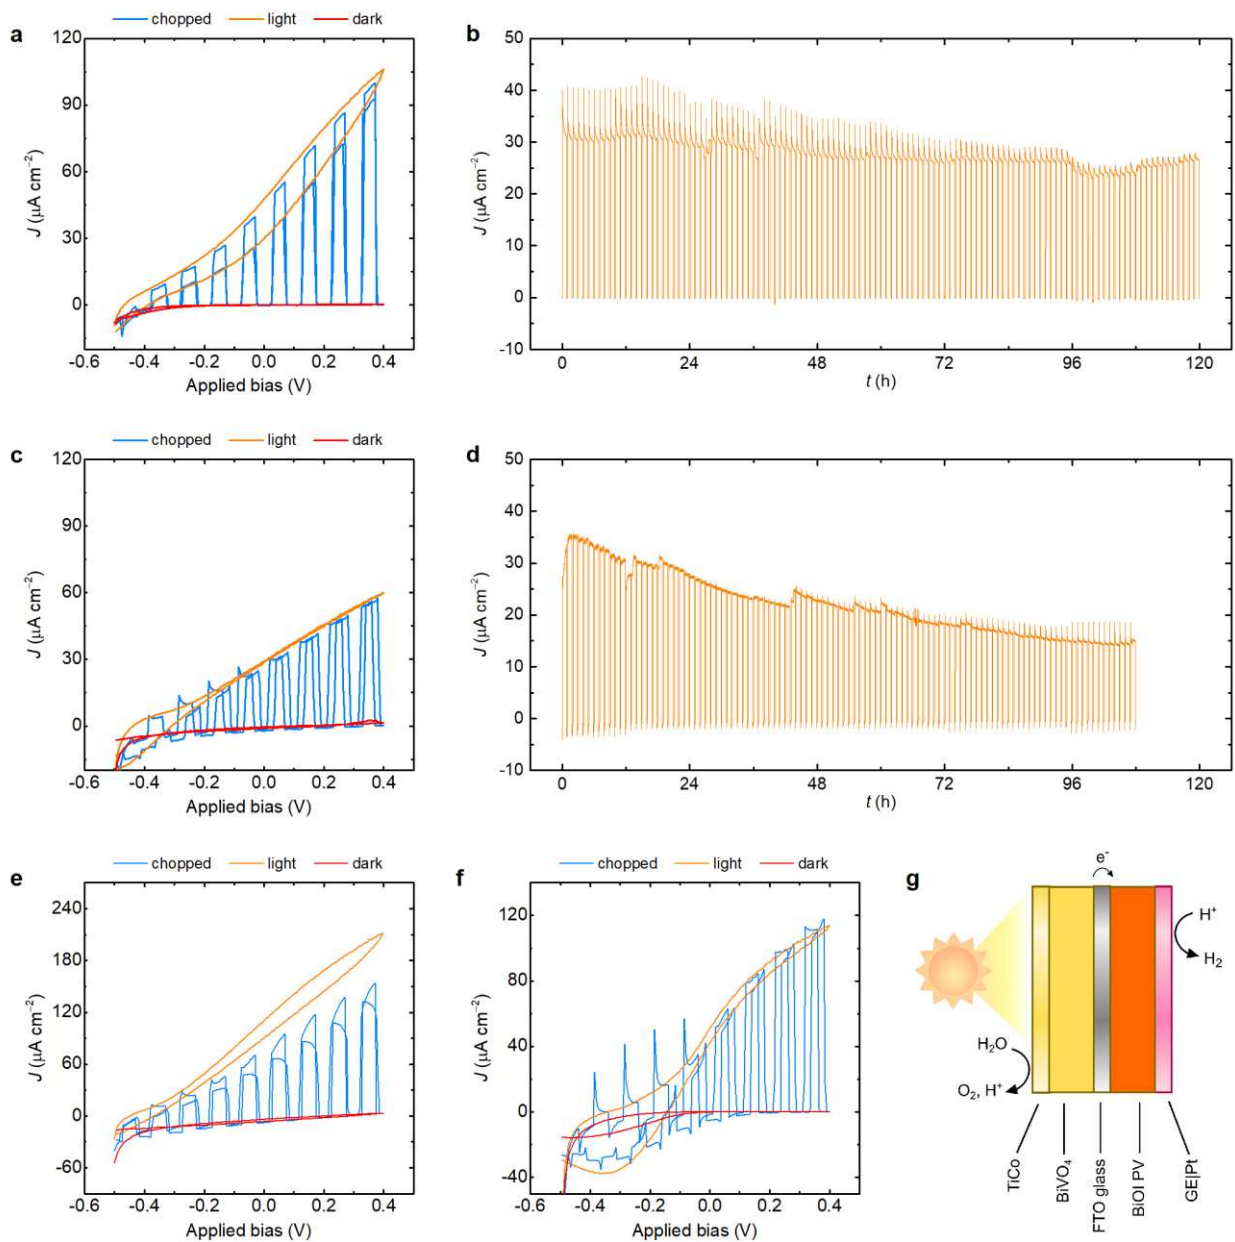 chopped light dark
a
120
90
60
30
0
J (µA cm⁻²)
-0.6 -0.4 -0.2 0.0 0.2 0.4
Applied bias (V)
b
50
40
30
20
10
0
-10
J (µA cm⁻²)
0 24 48 72 96 120
t (h)
chopped light dark
c
120
90
60
30
0
J (µA cm⁻²)
-0.6 -0.4 -0.2 0.0 0.2 0.4
Applied bias (V)
d
50
40
30
20
10
0
-10
J (µA cm⁻²)
0 24 48 72 96 120
t (h)
chopped light dark
e
240
180
120
60
0
-60
J (µA cm⁻²)
-0.6 -0.4 -0.2 0.0 0.2 0.4
Applied bias (V)
chopped light dark
f
120
80
40
0
-40
J (µA cm⁻²)
-0.6 -0.4 -0.2 0.0 0.2 0.4
Applied bias (V)
g
e⁻
H⁺
H₂
H₂O
O₂, H⁺
TiCo
BiVO₄
FTO glass
BiOI PV
GE|Pt